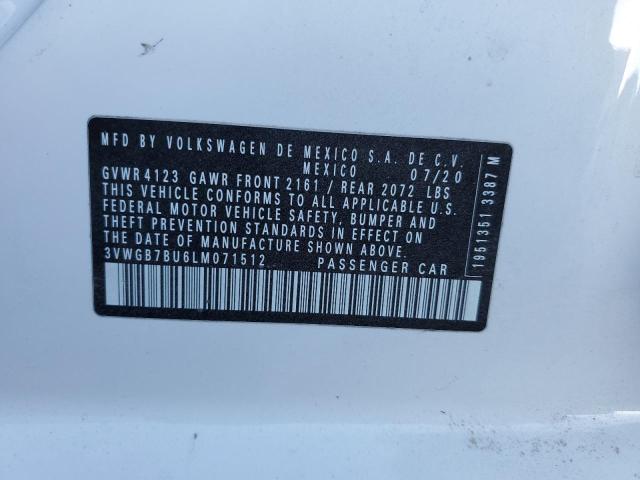 MFD BY VOLKSWAGEN DE MEXICO S.A. DE C.V.
MEXICO 07/20
GVWR 4123 GAWR FRONT 2161 / REAR 2072 LBS
THIS VEHICLE CONFORMS TO ALL APPLICABLE U.S.
FEDERAL MOTOR VEHICLE SAFETY, BUMPER AND
THEFT PREVENTION STANDARDS IN EFFECT ON
THE DATE OF MANUFACTURE SHOWN ABOVE.
3VWGB7BU6LM071512 PASSENGER CAR
1951351 3387 M